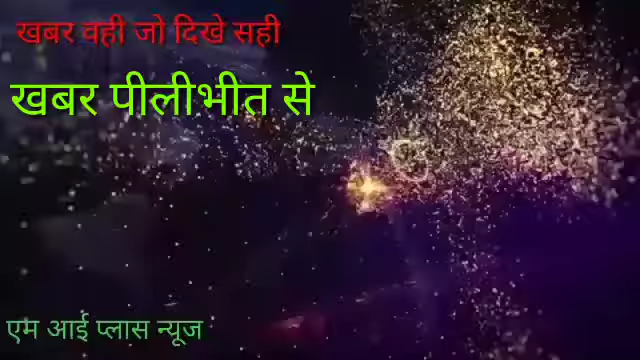 खबर वही जो दिखे सही
खबर पीलीभीत से
एम आई प्लास न्यूज